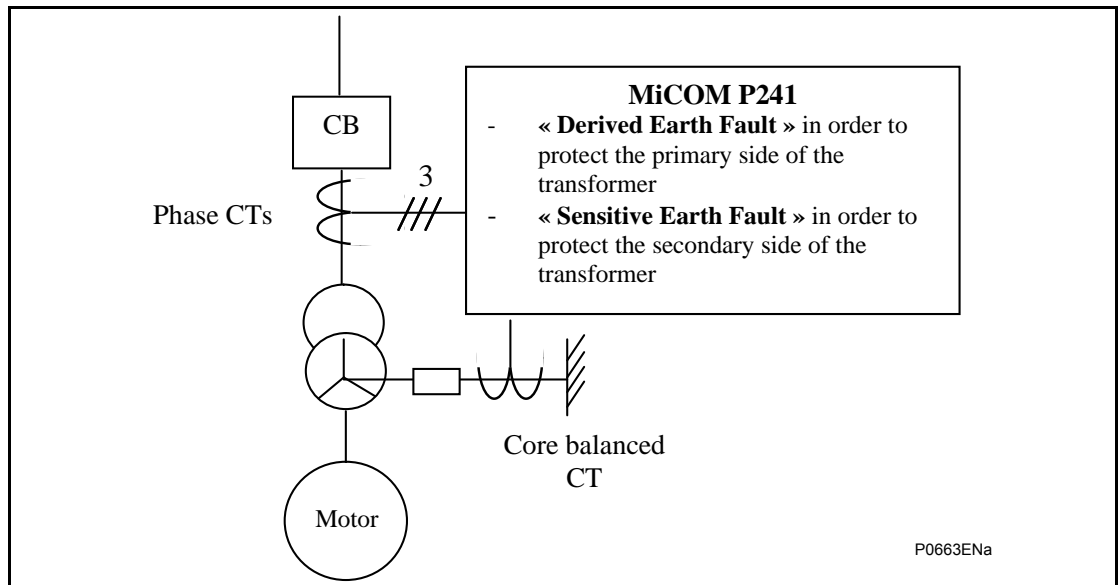 CB
Phase CTs
3
MiCOM P241
- « Derived Earth Fault » in order to
protect the primary side of the
transformer
- « Sensitive Earth Fault » in order to
protect the secondary side of the
transformer
Core balanced
CT
Motor
P0663ENa